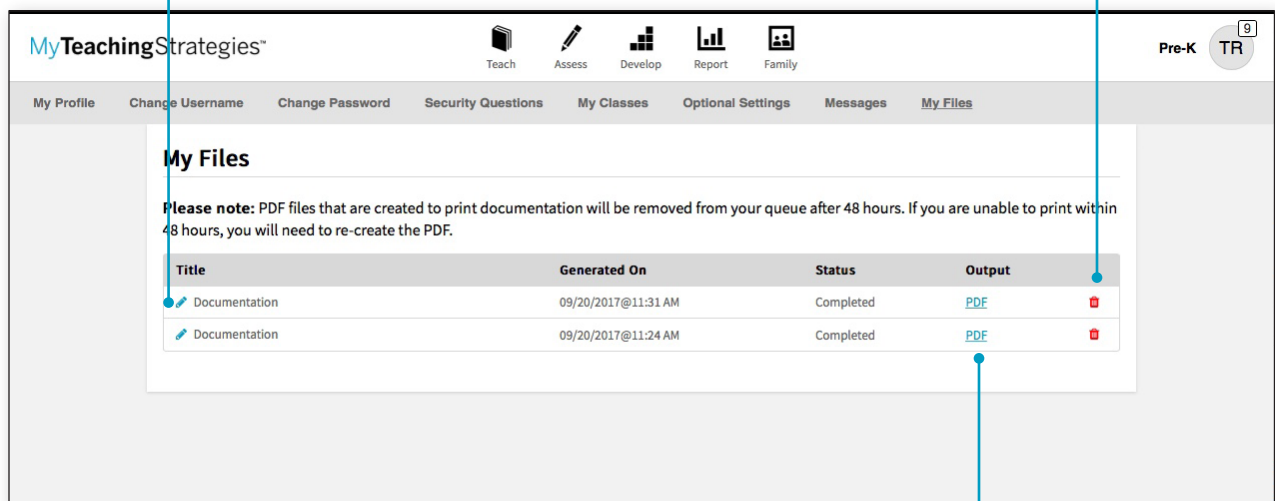 MyTeachingStrategies™
Teach
Assess
Develop
Report
Family
Pre-K
TR
9
My Profile Change Username Change Password Security Questions My Classes Optional Settings Messages My Files
My Files
Please note: PDF files that are created to print documentation will be removed from your queue after 48 hours. If you are unable to print within
48 hours, you will need to re-create the PDF.
Title Generated On Status Output
Documentation 09/20/2017@11:31 AM Completed PDF
Documentation 09/20/2017@11:24 AM Completed PDF